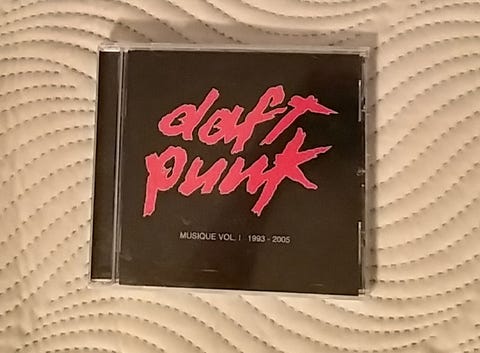 daft
punk
MUSIQUE VOL. I 1993 - 2005